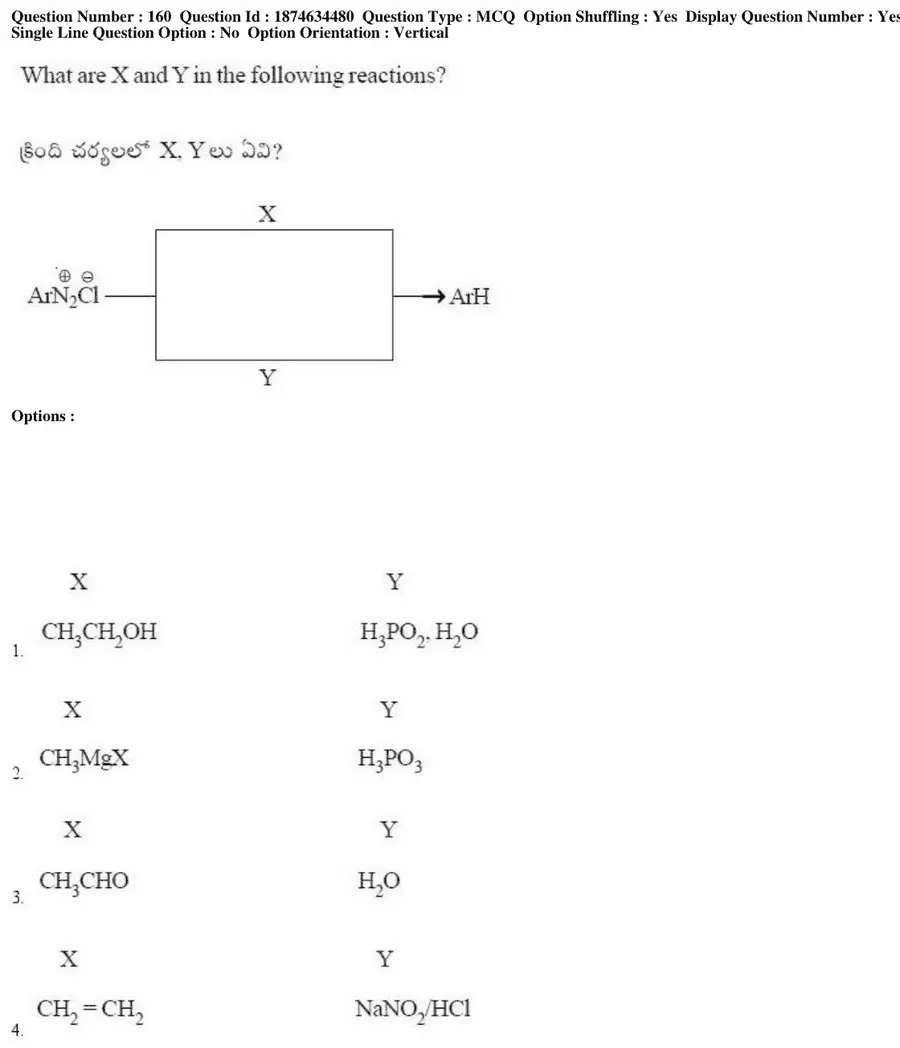 Question Number : 160 Question Id : 1874634480 Question Type : MCQ Option Shuffling : Yes Display Question Number : Yes
Single Line Question Option : No Option Orientation : Vertical
What are X and Y in the following reactions?
క్రింది చర్యలలో X, Y లు ఏవి?
X
ArN₂⊕Cl⊖ → ArH
Y
Options :
X Y
1. CH₃CH₂OH H₃PO₂, H₂O
X Y
2. CH₃MgX H₃PO₃
X Y
3. CH₃CHO H₂O
X Y
4. CH₂ = CH₂ NaNO₂/HCl